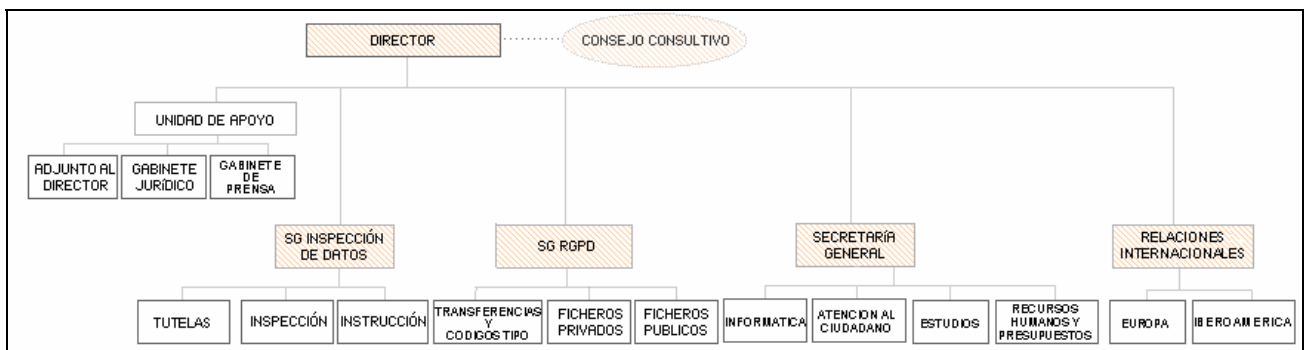 DIRECTOR
CONSEJO CONSULTIVO
UNIDAD DE APOYO
ADJUNTO AL
DIRECTOR
GABINETE
JURÍDICO
GABINETE
DE
PRENSA
SG INSPECCIÓN
DE DATOS
SG RGPD
SECRETARÍA
GENERAL
RELACIONES
INTERNACIONALES
TUTELAS
INSPECCIÓN
INSTRUCCIÓN
TRANSFERENCIAS
Y
CODIGOS TIPO
FICHEROS
PRIVADOS
FICHEROS
PUBLICOS
INFORMATICA
ATENCION AL
CIUDADANO
ESTUDIOS
RECURSOS
HUMANOS Y
PRESUPUESTOS
EUROPA
IBEROAMERICA